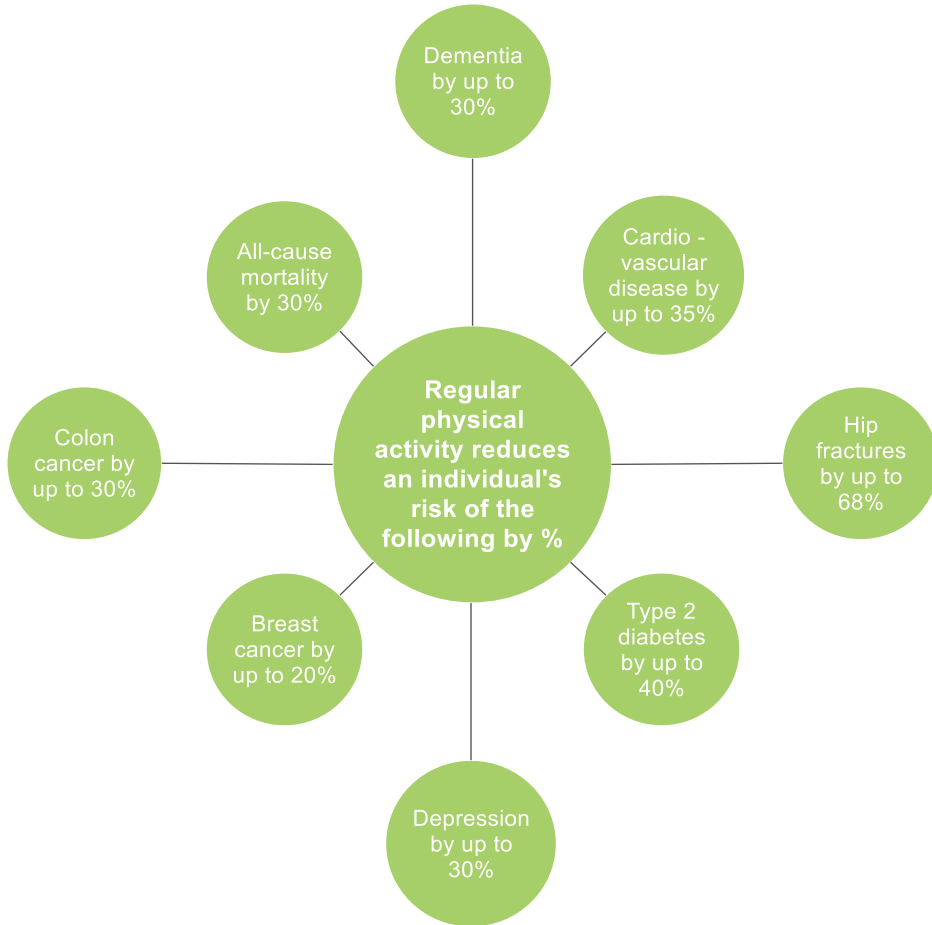 Dementia
by up to
30%
All-cause
mortality
by 30%
Cardio -
vascular
disease by
up to 35%
Regular
physical
activity reduces
an individual's
risk of the
following by %
Colon
cancer by
up to 30%
Hip
fractures
by up to
68%
Breast
cancer by
up to 20%
Type 2
diabetes
by up to
40%
Depression
by up to
30%